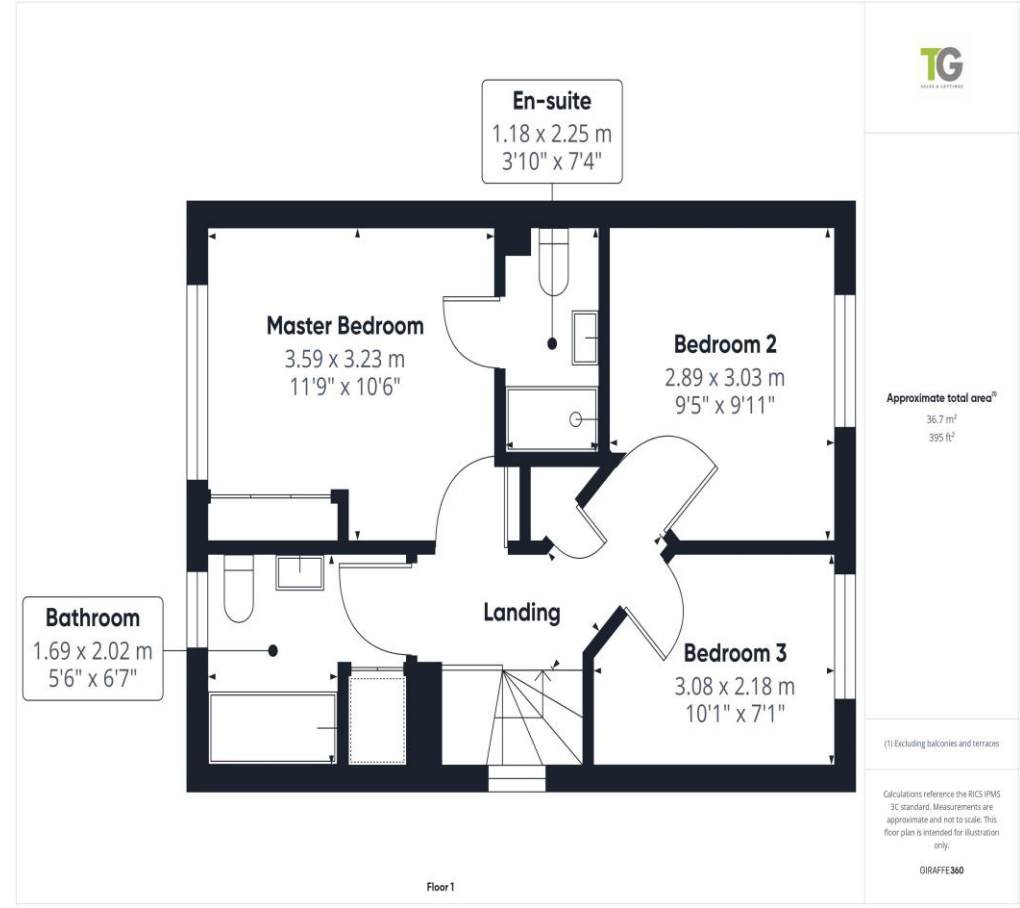 TG
SALES & LETTINGS
En-suite
1.18 x 2.25 m
3'10" x 7'4"
Master Bedroom
3.59 x 3.23 m
11'9" x 10'6"
Bedroom 2
2.89 x 3.03 m
9'5" x 9'11"
Bathroom
1.69 x 2.02 m
5'6" x 6'7"
Landing
Bedroom 3
3.08 x 2.18 m
10'1" x 7'1"
Floor 1
Approximate total area⁽¹⁾
36.7 m²
395 ft²
(1) Excluding balconies and terraces
Calculations reference the RICS IPMS
3C standard. Measurements are
approximate and not to scale. This
floor plan is intended for illustration
only.
GIRAFFE360